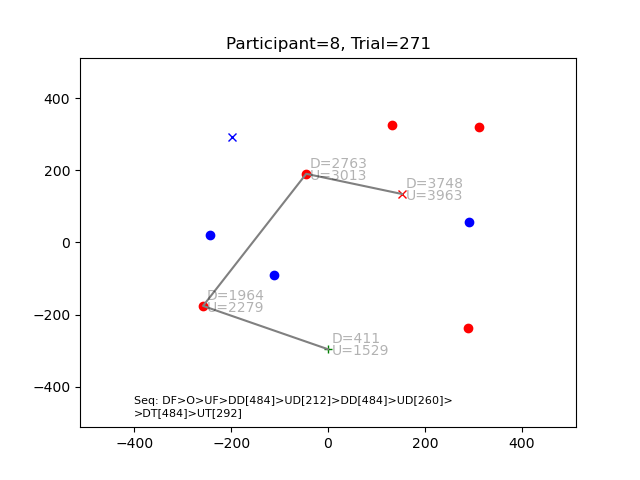 Participant=8, Trial=271
400
200
0
−200
−400
D=2763
U=3013
D=3748
U=3963
D=1964
U=2279
D=411
U=1529
Seq: DF>O>UF>DD[484]>UD[212]>DD[484]>UD[260]>
>DT[484]>UT[292]
−400 −200 0 200 400